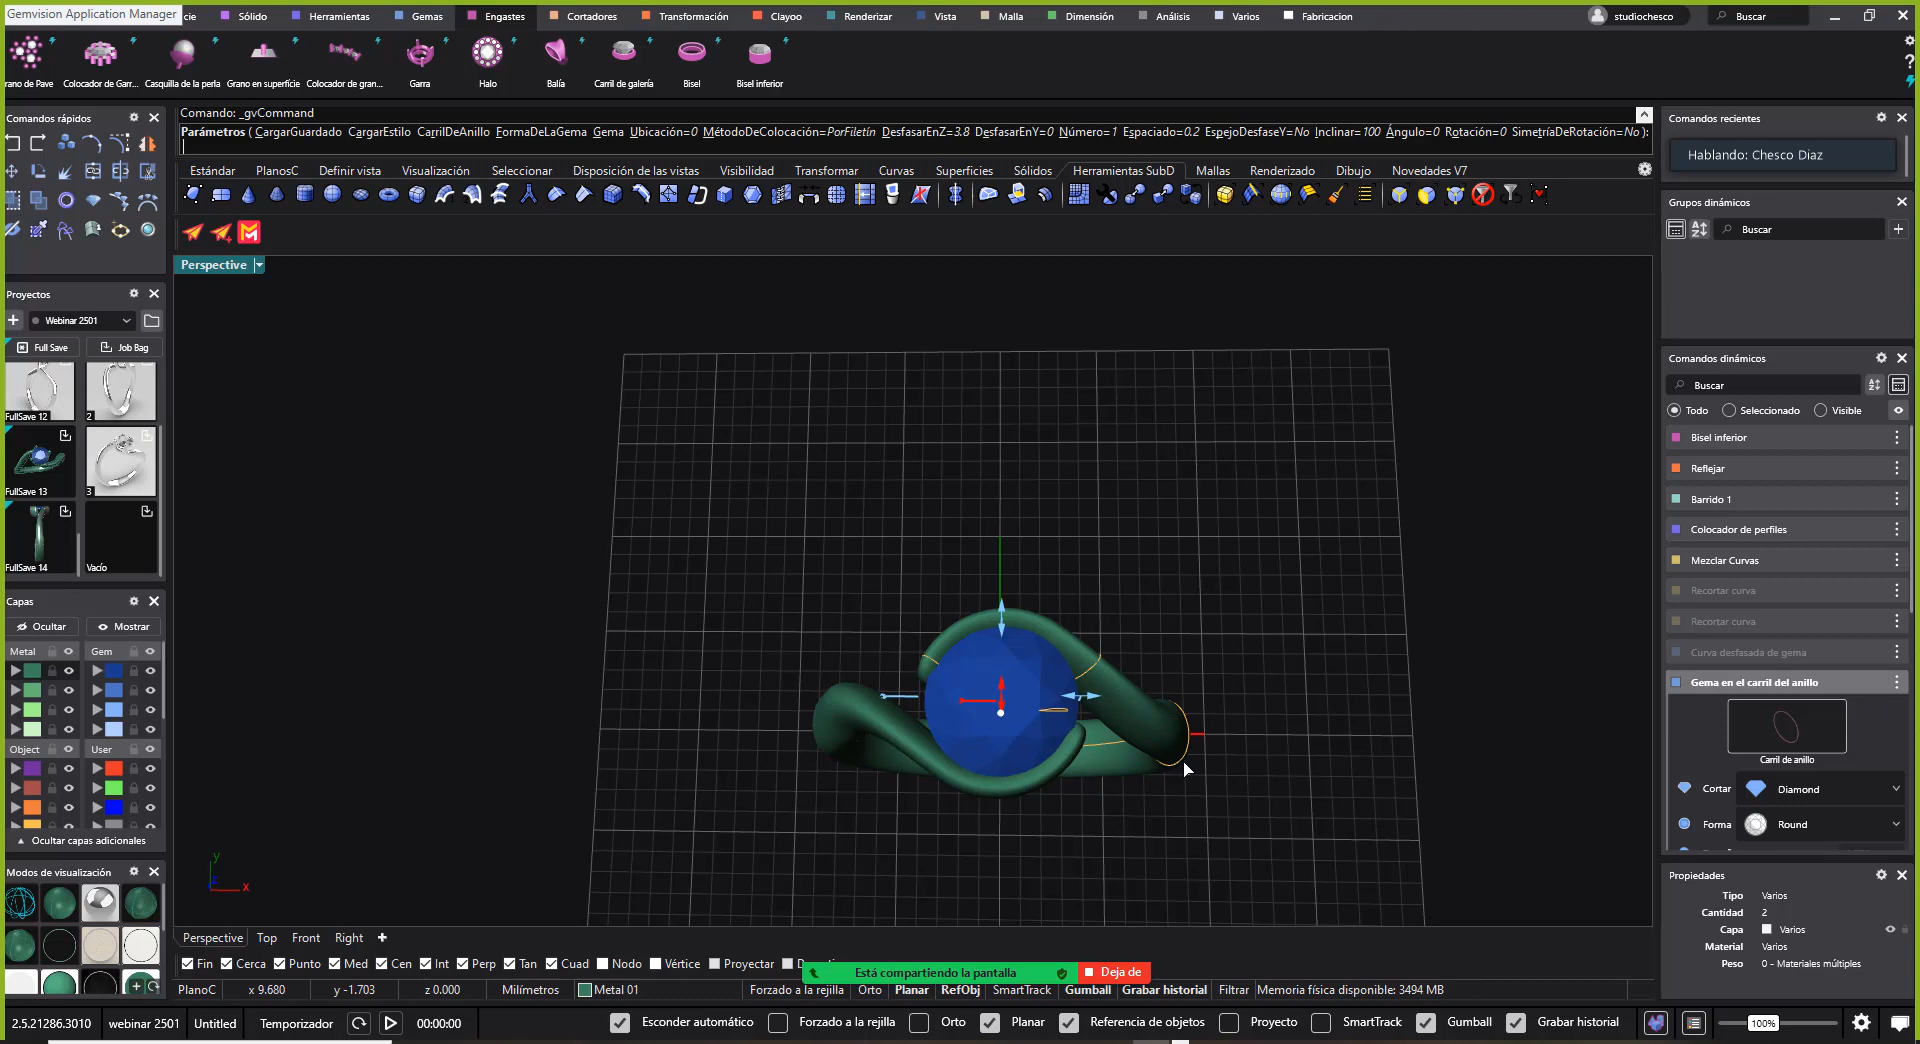 Gemvision Application Manager
cie
Sólido
Herramientas
Gemas
Engastes
Cortadores
Transformación
Clayoo
Renderizar
Vista
Malla
Dimensión
Análisis
Varios
Fabricacion
studiochesco
Buscar
rano de Pave
Colocador de Garr...
Casquilla de la perla
Grano en superfície
Colocador de gran...
Garra
Halo
Balía
Carril de galería
Bisel
Bisel inferior
Comandos rápidos
Comando: _gvCommand
Parámetros ( CargarGuardado CargarEstilo CarrilDeAnillo FormaDeLaGema Gema Ubicación=0 MétodoDeColocación=PorFiletín DesfasarEnZ=3.8 DesfasarEnY=0 Número=1 Espaciado=0.2 EspejoDesfaseY=No Inclinar=100 Ángulo=0 Rotación=0 SimetríaDeRotación=No ):
Estándar
PlanosC
Definir vista
Visualización
Seleccionar
Disposición de las vistas
Visibilidad
Transformar
Curvas
Superficies
Sólidos
Herramientas SubD
Mallas
Renderizado
Dibujo
Novedades V7
Perspective
Proyectos
Webinar 2501
Full Save
Job Bag
FullSave 12
2
FullSave 13
3
FullSave 14
Vacío
Capas
Ocultar
Mostrar
Metal
Gem
Object
User
Ocultar capas adicionales
Modos de visualización
y
x
Comandos recientes
Hablando: Chesco Diaz
Grupos dinámicos
Buscar
Comandos dinámicos
Buscar
Todo
Seleccionado
Visible
Bisel inferior
Reflejar
Barrido 1
Colocador de perfiles
Mezclar Curvas
Recortar curva
Recortar curva
Curva desfasada de gema
Gema en el carril del anillo
Carril de anillo
Cortar
Diamond
Forma
Round
Propiedades
Tipo Varios
Cantidad 2
Capa Varios
Material Varios
Peso 0 - Materiales múltiples
Perspective
Top
Front
Right
Fin
Cerca
Punto
Med
Cen
Int
Perp
Tan
Cuad
Nodo
Vértice
Proyectar
Está compartiendo la pantalla
Deja de
PlanoC
x 9.680
y -1.703
z 0.000
Milímetros
Metal 01
Forzado a la rejilla
Orto
Planar
RefObj
SmartTrack
Gumball
Grabar historial
Filtrar
Memoria física disponible: 3494 MB
2.5.21286.3010
webinar 2501
Untitled
Temporizador
00:00:00
Esconder automático
Forzado a la rejilla
Orto
Planar
Referencia de objetos
Proyecto
SmartTrack
Gumball
Grabar historial
100%